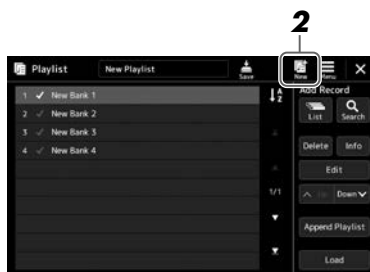 2
Playlist New Playlist Save New Menu
Add Record
1 New Bank 1
2 New Bank 2
3 New Bank 3
4 New Bank 4
List Search
Delete Info
Edit
1/1
Down
Append Playlist
Load